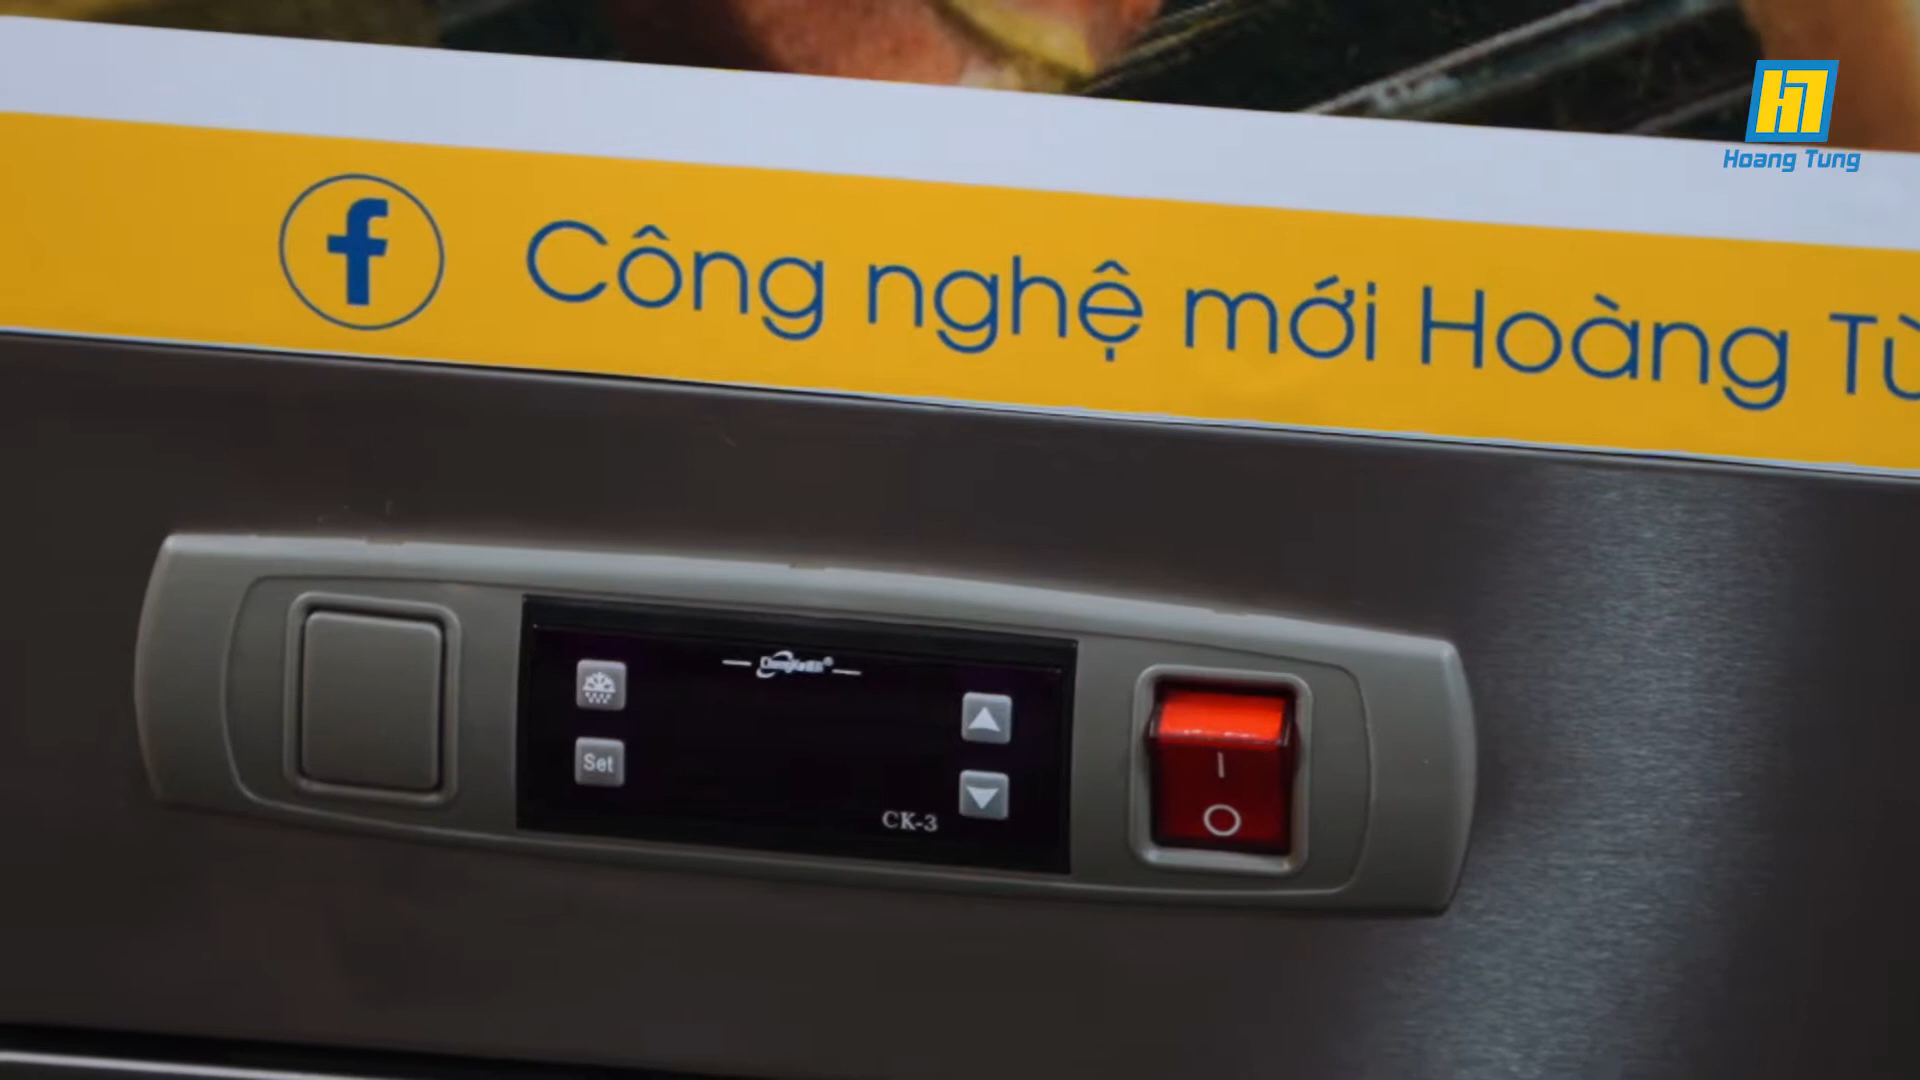 Hoang Tung
f Công nghệ mới Hoàng Tù
Set
CK-3
I
O